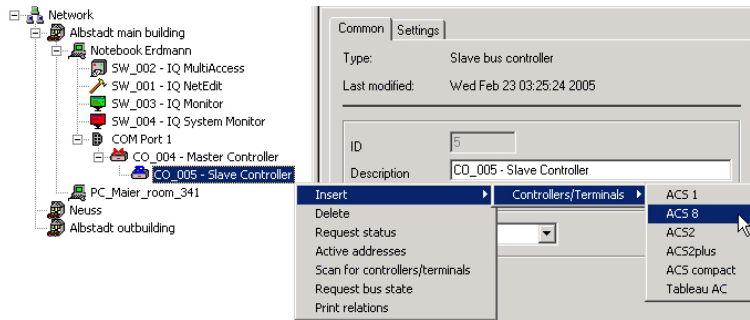 Network
Albstadt main building
Notebook Erdmann
SW_002 - IQ MultiAccess
SW_001 - IQ NetEdit
SW_003 - IQ Monitor
SW_004 - IQ System Monitor
COM Port 1
CO_004 - Master Controller
CO_005 - Slave Controller
PC_Maier_room_341
Neuss
Albstadt outbuilding
Common Settings
Type: Slave bus controller
Last modified: Wed Feb 23 03:25:24 2005
ID 5
Description CO_005 - Slave Controller
Insert
Delete
Request status
Active addresses
Scan for controllers/terminals
Request bus state
Print relations
Controllers/Terminals
ACS 1
ACS 8
ACS2
ACS2plus
ACS compact
Tableau AC